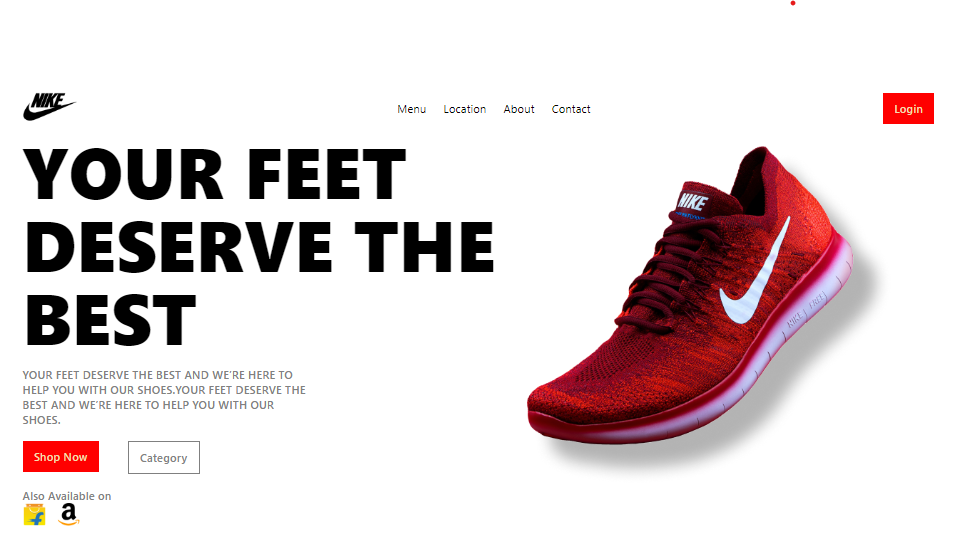 NIKE
Menu Location About Contact
Login
YOUR FEET
DESERVE THE
BEST
YOUR FEET DESERVE THE BEST AND WE'RE HERE TO
HELP YOU WITH OUR SHOES.YOUR FEET DESERVE THE
BEST AND WE'RE HERE TO HELP YOU WITH OUR
SHOES.
Shop Now
Category
Also Available on
f
a
NIKE
NIKE FREE